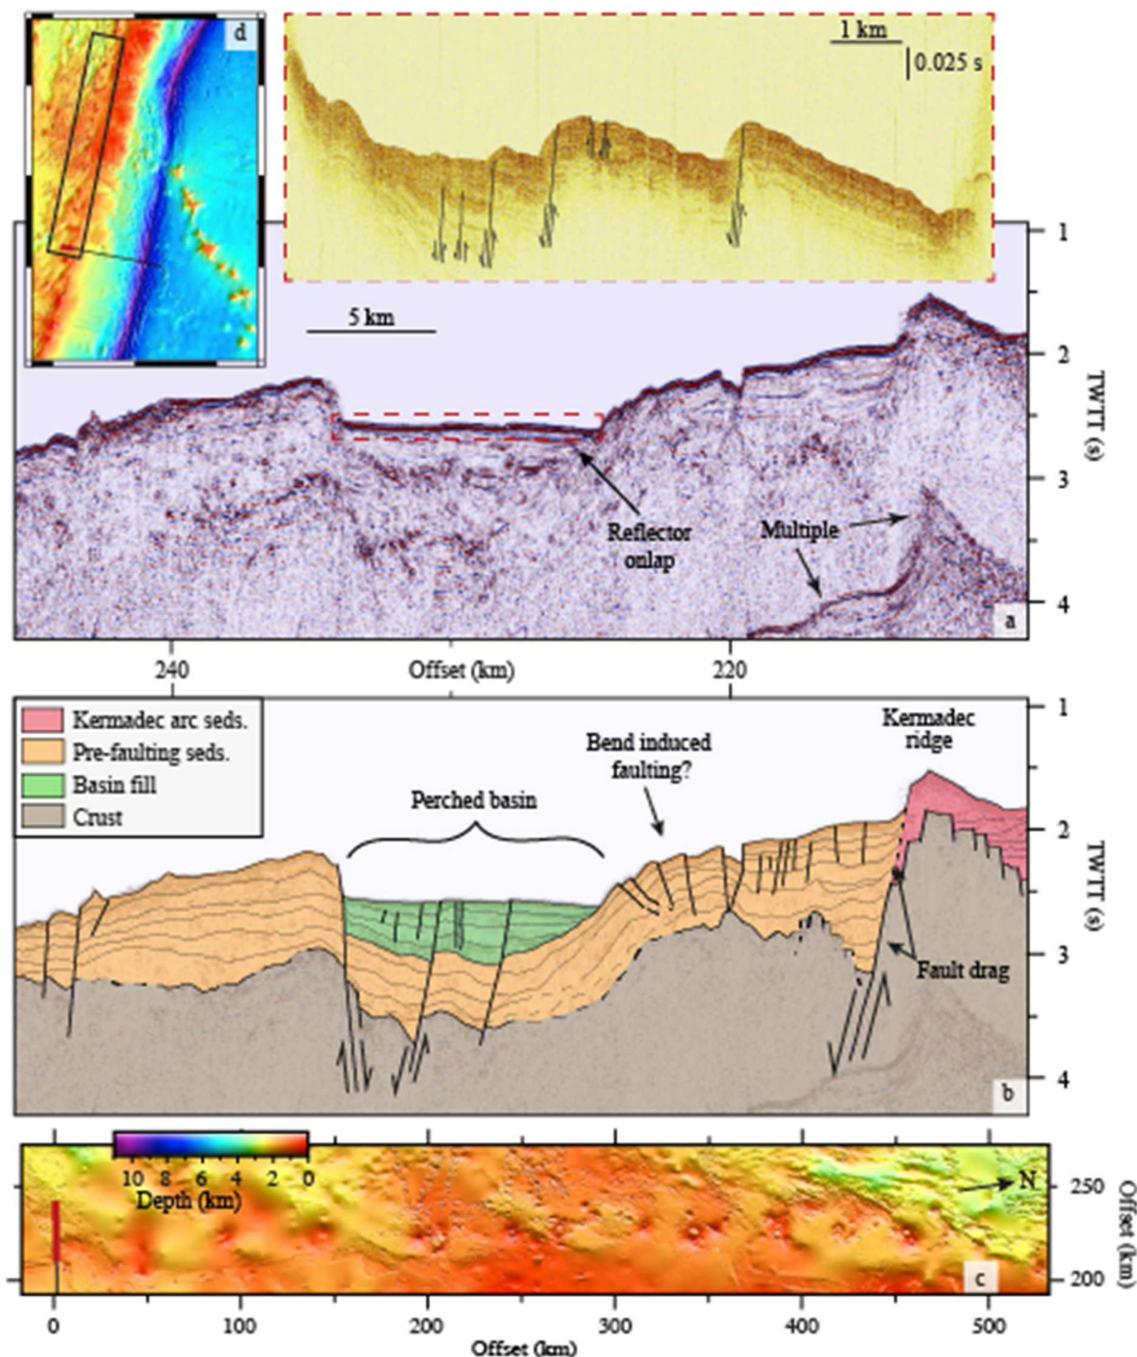 d
1 km
0.025 s
5 km
1
2
3
4
TWTT (s)
Reflector
onlap
Multiple
a
240
Offset (km)
220
Kermadec arc seds.
Pre-faulting seds.
Basin fill
Crust
Perched basin
Bend induced
faulting?
Kermadec
ridge
1
2
3
4
TWTT (s)
Fault drag
b
10 8 6 4 2 0
Depth (km)
N
250
200
Offset (km)
c
0 100 200 300 400 500
Offset (km)